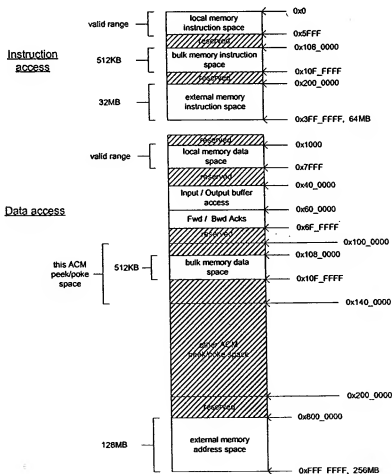 0x0
valid range
local memory
instruction space
0x5FFF
reserved
0x108_0000
Instruction
access
512KB
bulk memory instruction
space
0x10F_FFFF
reserved
0x200_0000
32MB
external memory
instruction space
0x3FF_FFFF, 64MB
reserved
0x1000
valid range
local memory data
space
0x7FFF
reserved
0x40_0000
Input / Output buffer
access
0x60_0000
Data access
Fwd / Bwd Acks
0x6F_FFFF
reserved
0x100_0000
0x108_0000
this ACM
peek/poke
space
512KB
bulk memory data
space
0x10F_FFFF
0x140_0000
other ACM
peek/poke space
0x200_0000
reserved
0x800_0000
128MB
external memory
address space
0xFFF_FFFF, 256MB